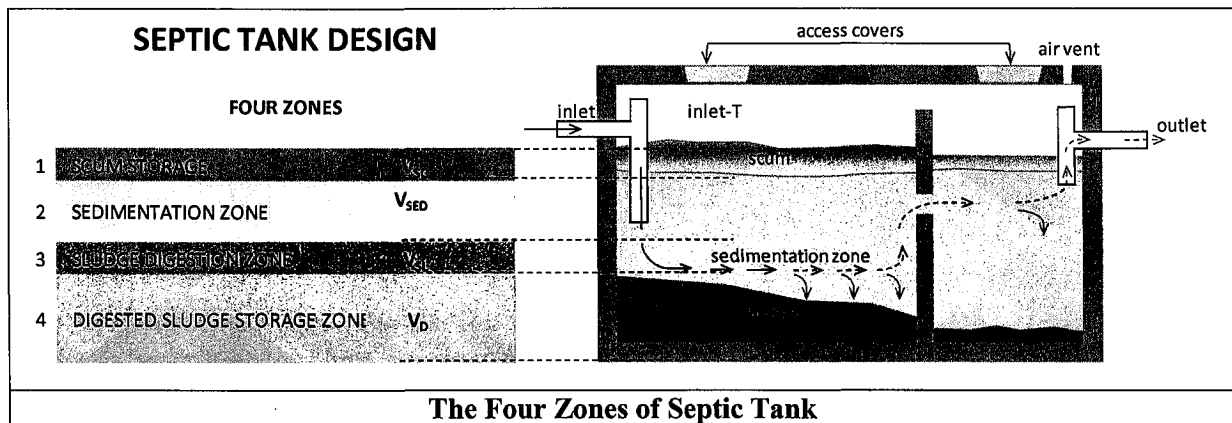 SEPTIC TANK DESIGN
FOUR ZONES
1 SCUM STORAGE
2 SEDIMENTATION ZONE V_SED
3 SLUDGE DIGESTION ZONE
4 DIGESTED SLUDGE STORAGE ZONE V_D
access covers
air vent
inlet
inlet-T
outlet
scum
sedimentation zone
The Four Zones of Septic Tank